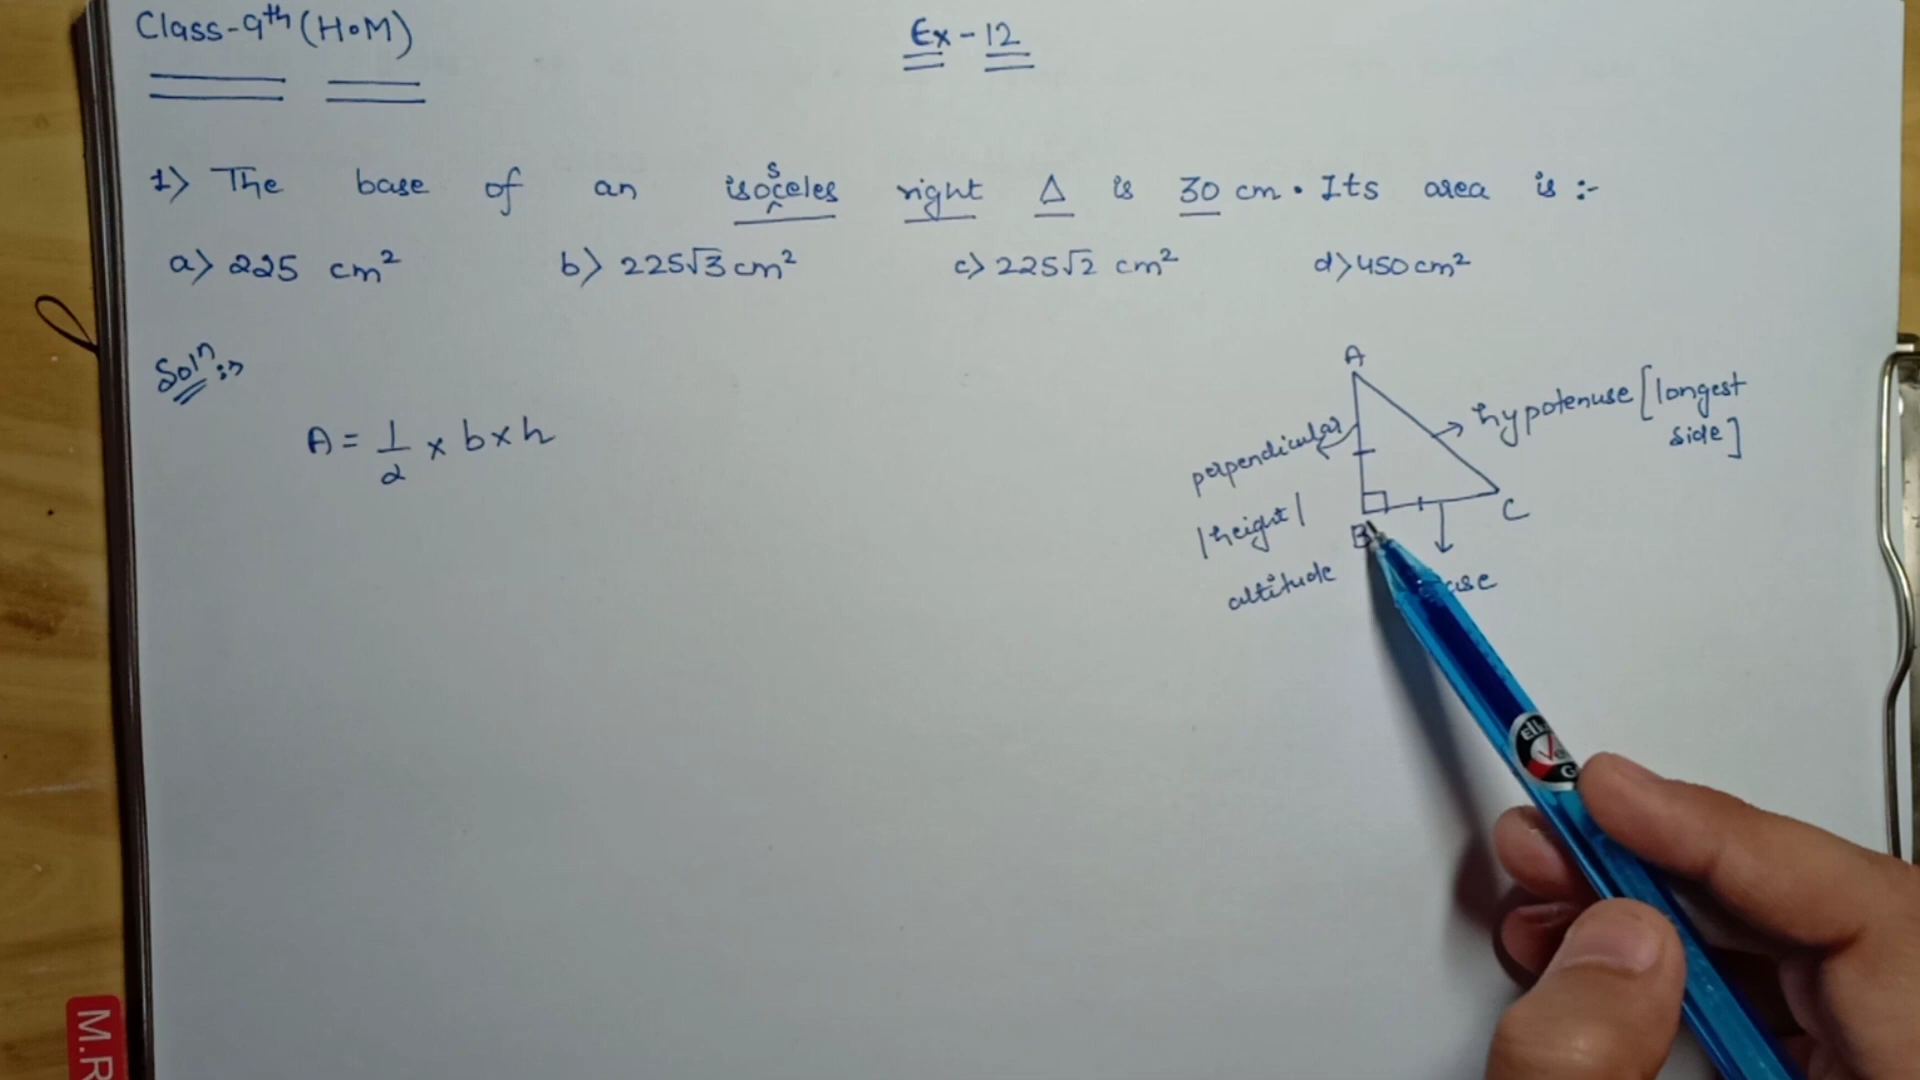 Class-9th (HOM)
Ex-12
1) The base of an isosceles right Δ is 30 cm. Its area is :-
a) 225 cm² b) 225√3 cm² c) 225√2 cm² d) 450 cm²
Soln:-
A = 1/2 × b × h
A
hypotenuse [longest side]
perpendicular
|height|
altitude
B
C
M.R